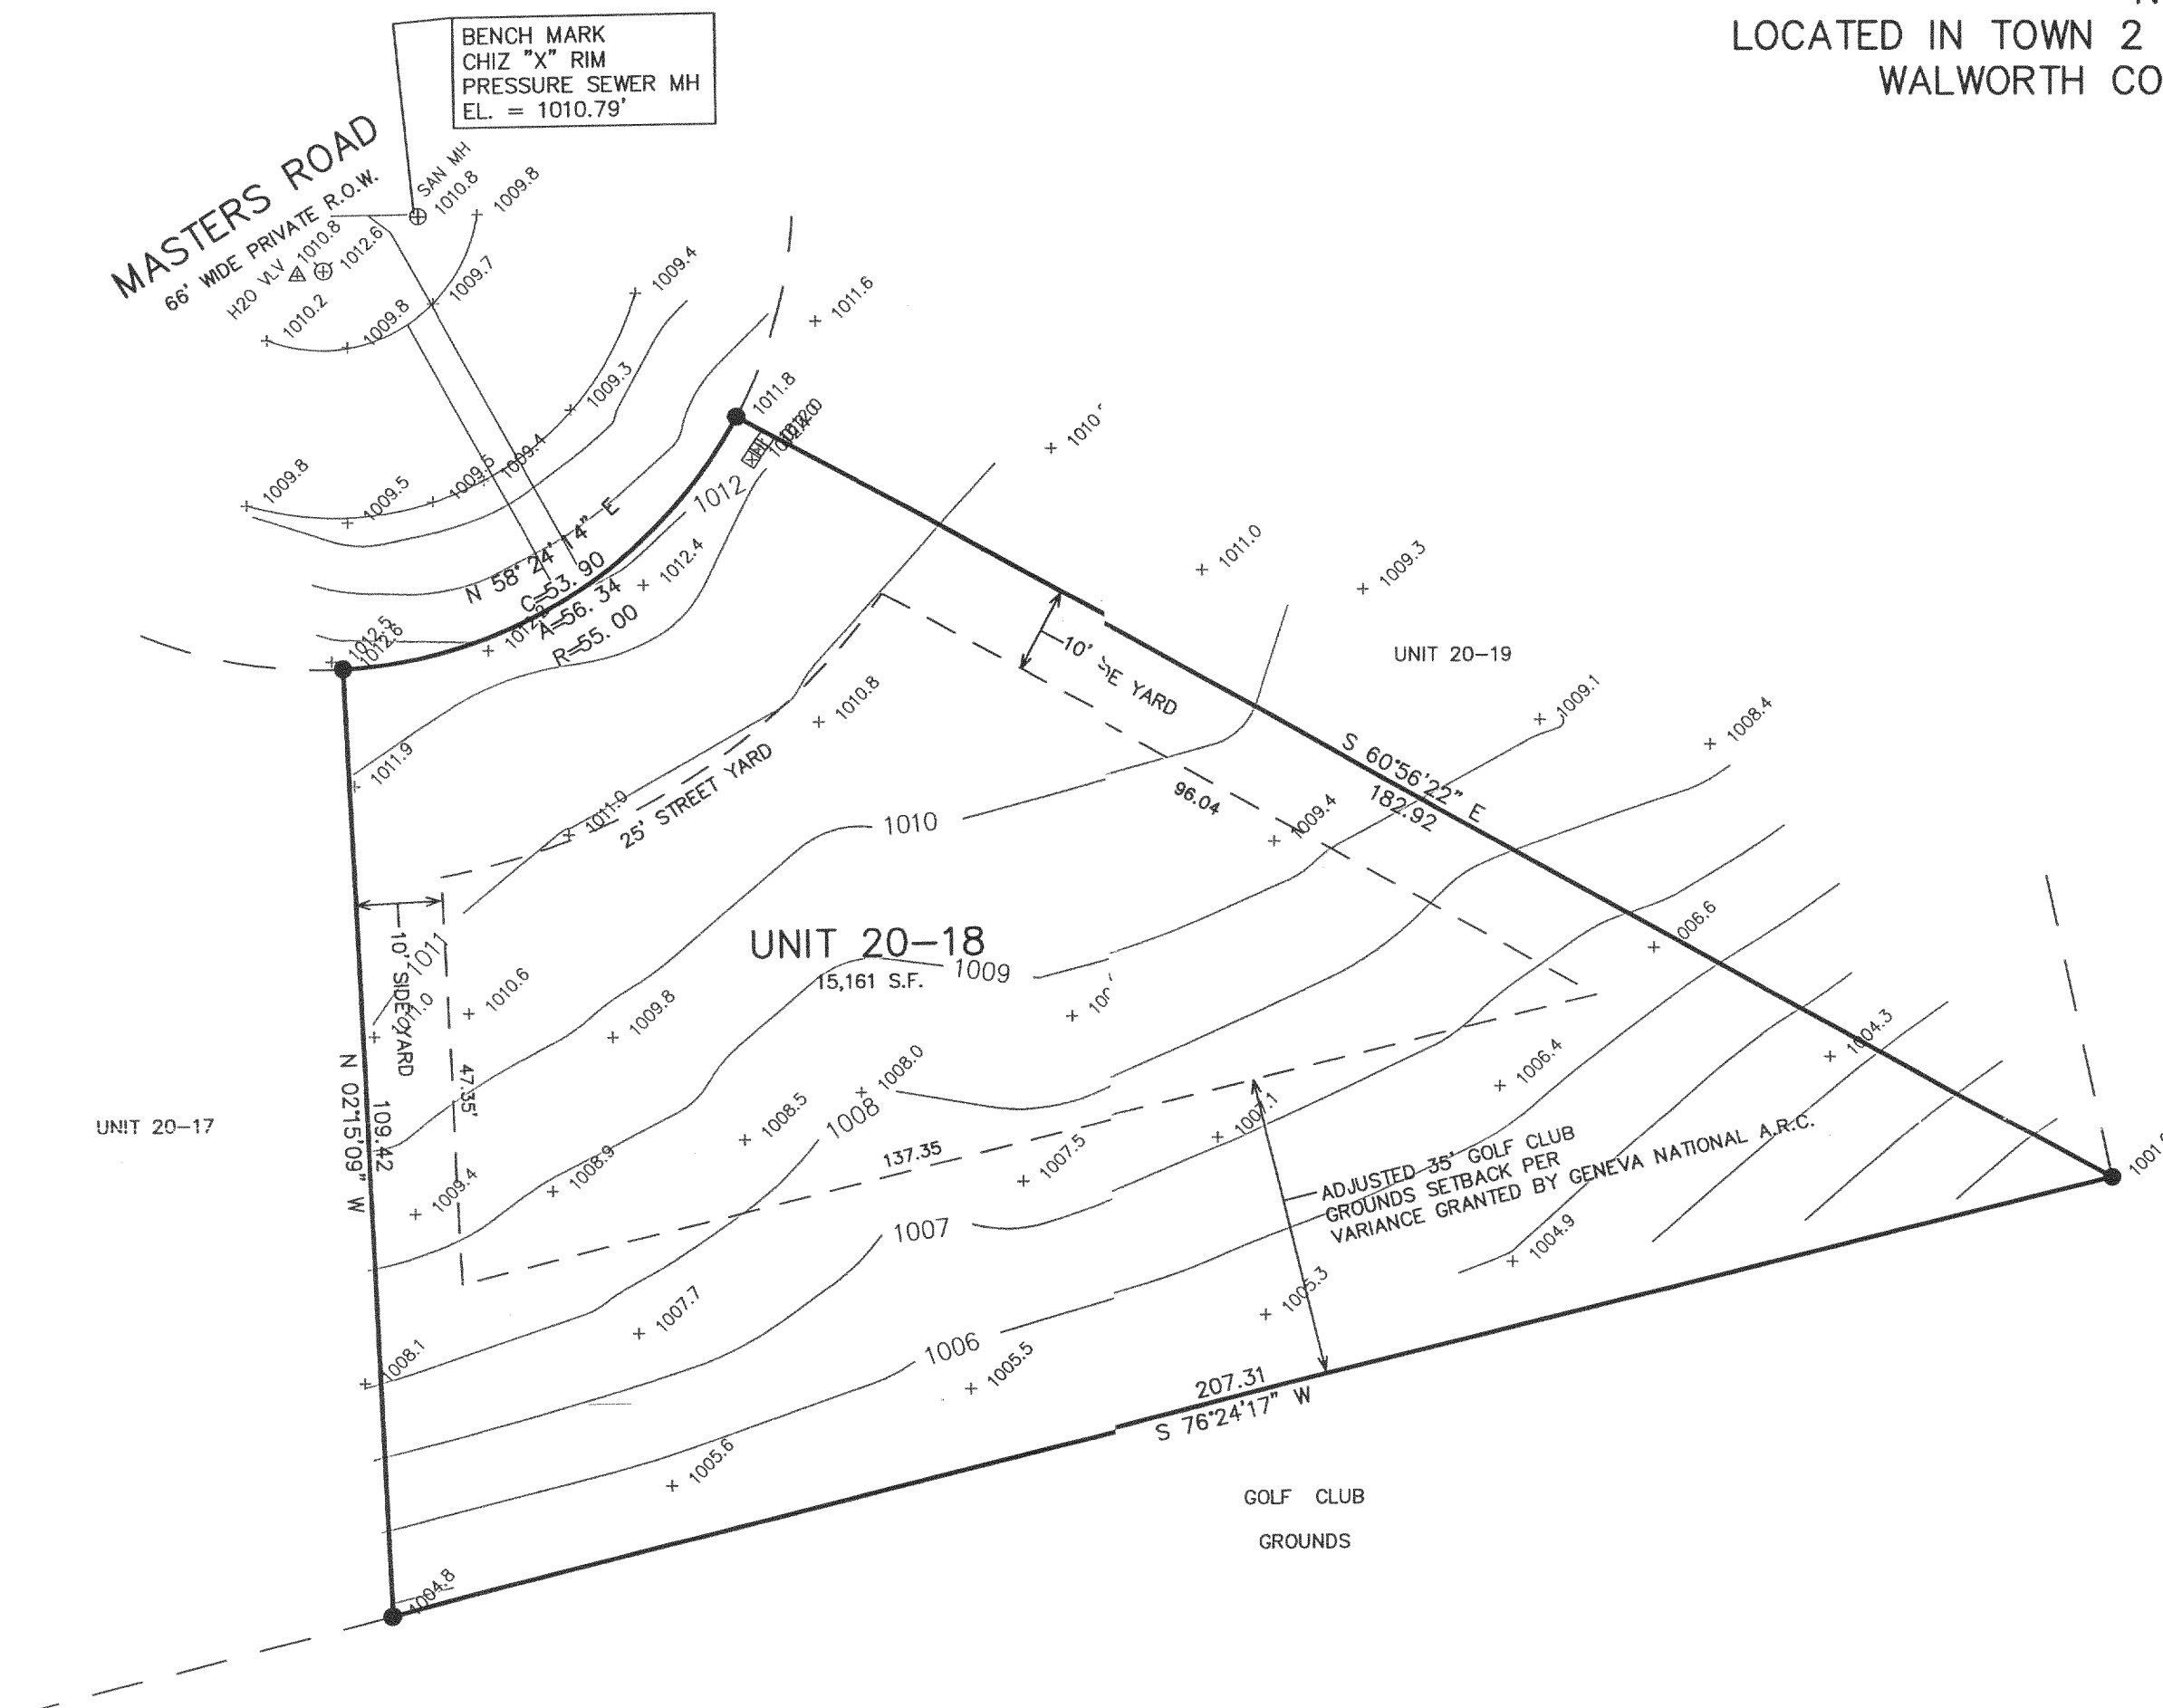 LOCATED IN TOWN 2
WALWORTH CO
BENCH MARK
CHIZ "X" RIM
PRESSURE SEWER MH
EL. = 1010.79'
MASTERS ROAD
66' WIDE PRIVATE R.O.W.
SAN MH
1010.8
1009.8
H2O VLV
1010.8
1012.6
1010.2
1009.8
1009.7
1009.4
1011.6
1009.3
1011.8
1009.8
1009.5
1009.5
1009.4
1012
1012.4
N 58°24'14" E
C=53.90
A=56.34
R=55.00
1012.5
1012.6
1011.0
1009.3
UNIT 20-19
10' YARD
1009.1
1008.4
S 60°56'22" E
182.92
96.04
1009.4
1010.8
1011.9
1011.0
25' STREET YARD
1010
10' SIDE YARD
1011
1011.0
1010.6
1009.8
UNIT 20-18
15,161 S.F.
1009
1004.3
1006.4
1008.0
1008.5
1008
47.35'
109.42
N 02°15'09" W
UNIT 20-17
1009.4
1008.9
137.35
1007.5
1007.1
ADJUSTED 35' GOLF CLUB
GROUNDS SETBACK PER
VARIANCE GRANTED BY GENEVA NATIONAL A.R.C.
1004.9
1007
1005.3
1007.7
1008.1
1006
1005.5
207.31
S 76°24'17" W
1005.6
GOLF CLUB
GROUNDS
1004.8